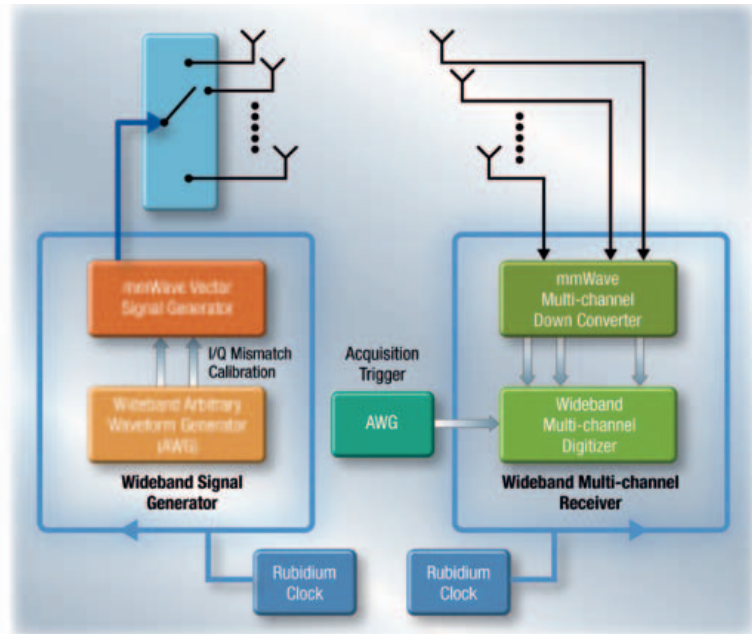 mmWave Vector
Signal Generator
I/Q Mismatch
Calibration
Wideband Arbitrary
Waveform Generator
(AWG)
Wideband Signal
Generator
Rubidium
Clock
Acquisition
Trigger
AWG
mmWave
Multi-channel
Down Converter
Wideband
Multi-channel
Digitizer
Wideband Multi-channel
Receiver
Rubidium
Clock